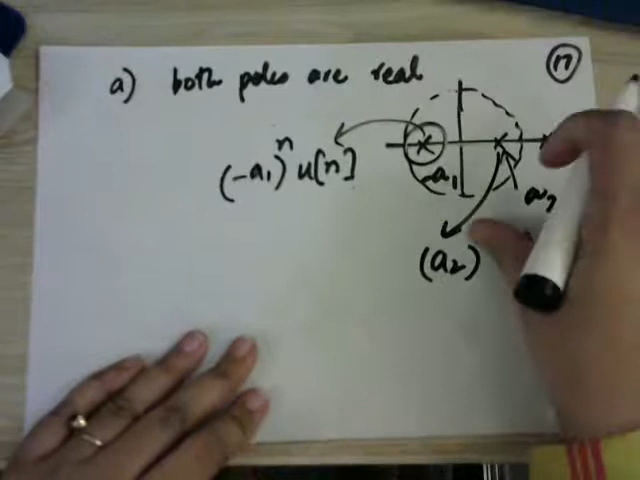 a) both poles are real
17
(-a₁)ⁿ u[n]
-a₁
a₂
(a₂)